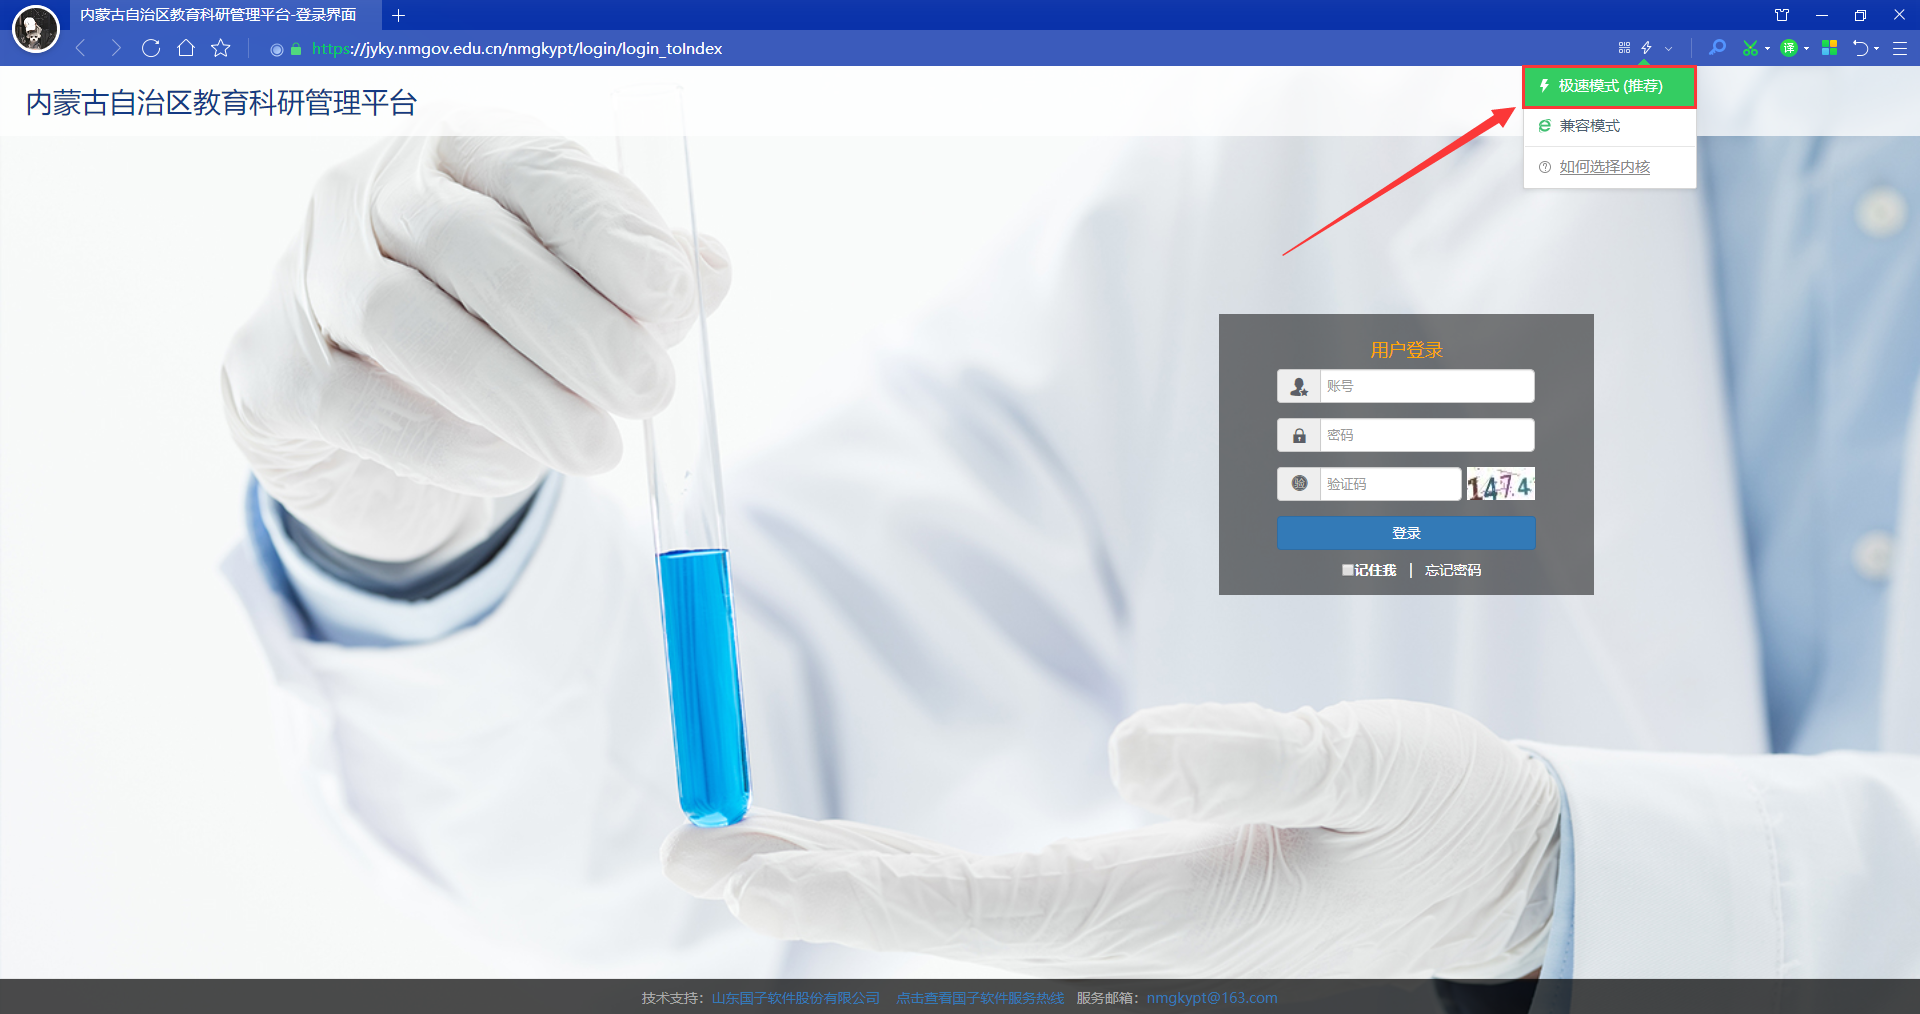 内蒙古自治区教育科研管理平台-登录界面
https://jyky.nmgov.edu.cn/nmgkypt/login/login_toIndex
译
内蒙古自治区教育科研管理平台
极速模式 (推荐)
兼容模式
如何选择内核
用户登录
账号
密码
验 验证码 1474
登录
记住我 | 忘记密码
技术支持：山东国子软件股份有限公司 点击查看国子软件服务热线 服务邮箱：nmgkypt@163.com